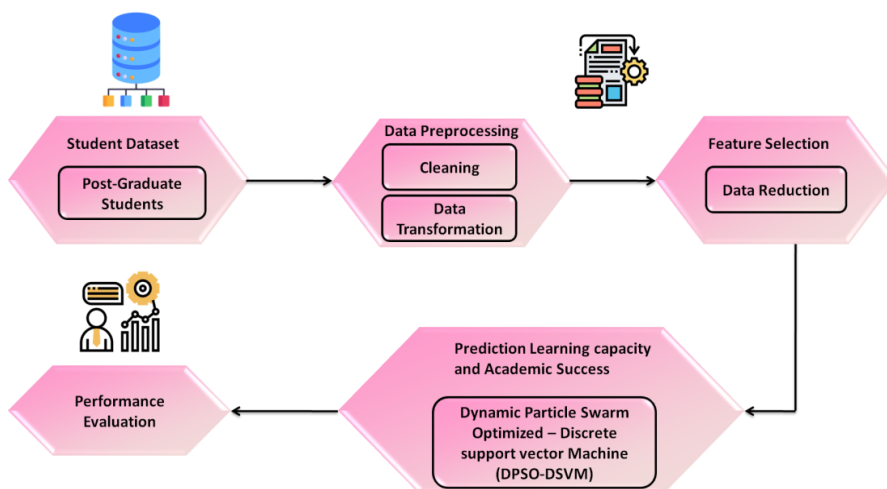 Student Dataset
Post-Graduate
Students
Data Preprocessing
Cleaning
Data
Transformation
Feature Selection
Data Reduction
Prediction Learning capacity
and Academic Success
Dynamic Particle Swarm
Optimized – Discrete
support vector Machine
(DPSO-DSVM)
Performance
Evaluation